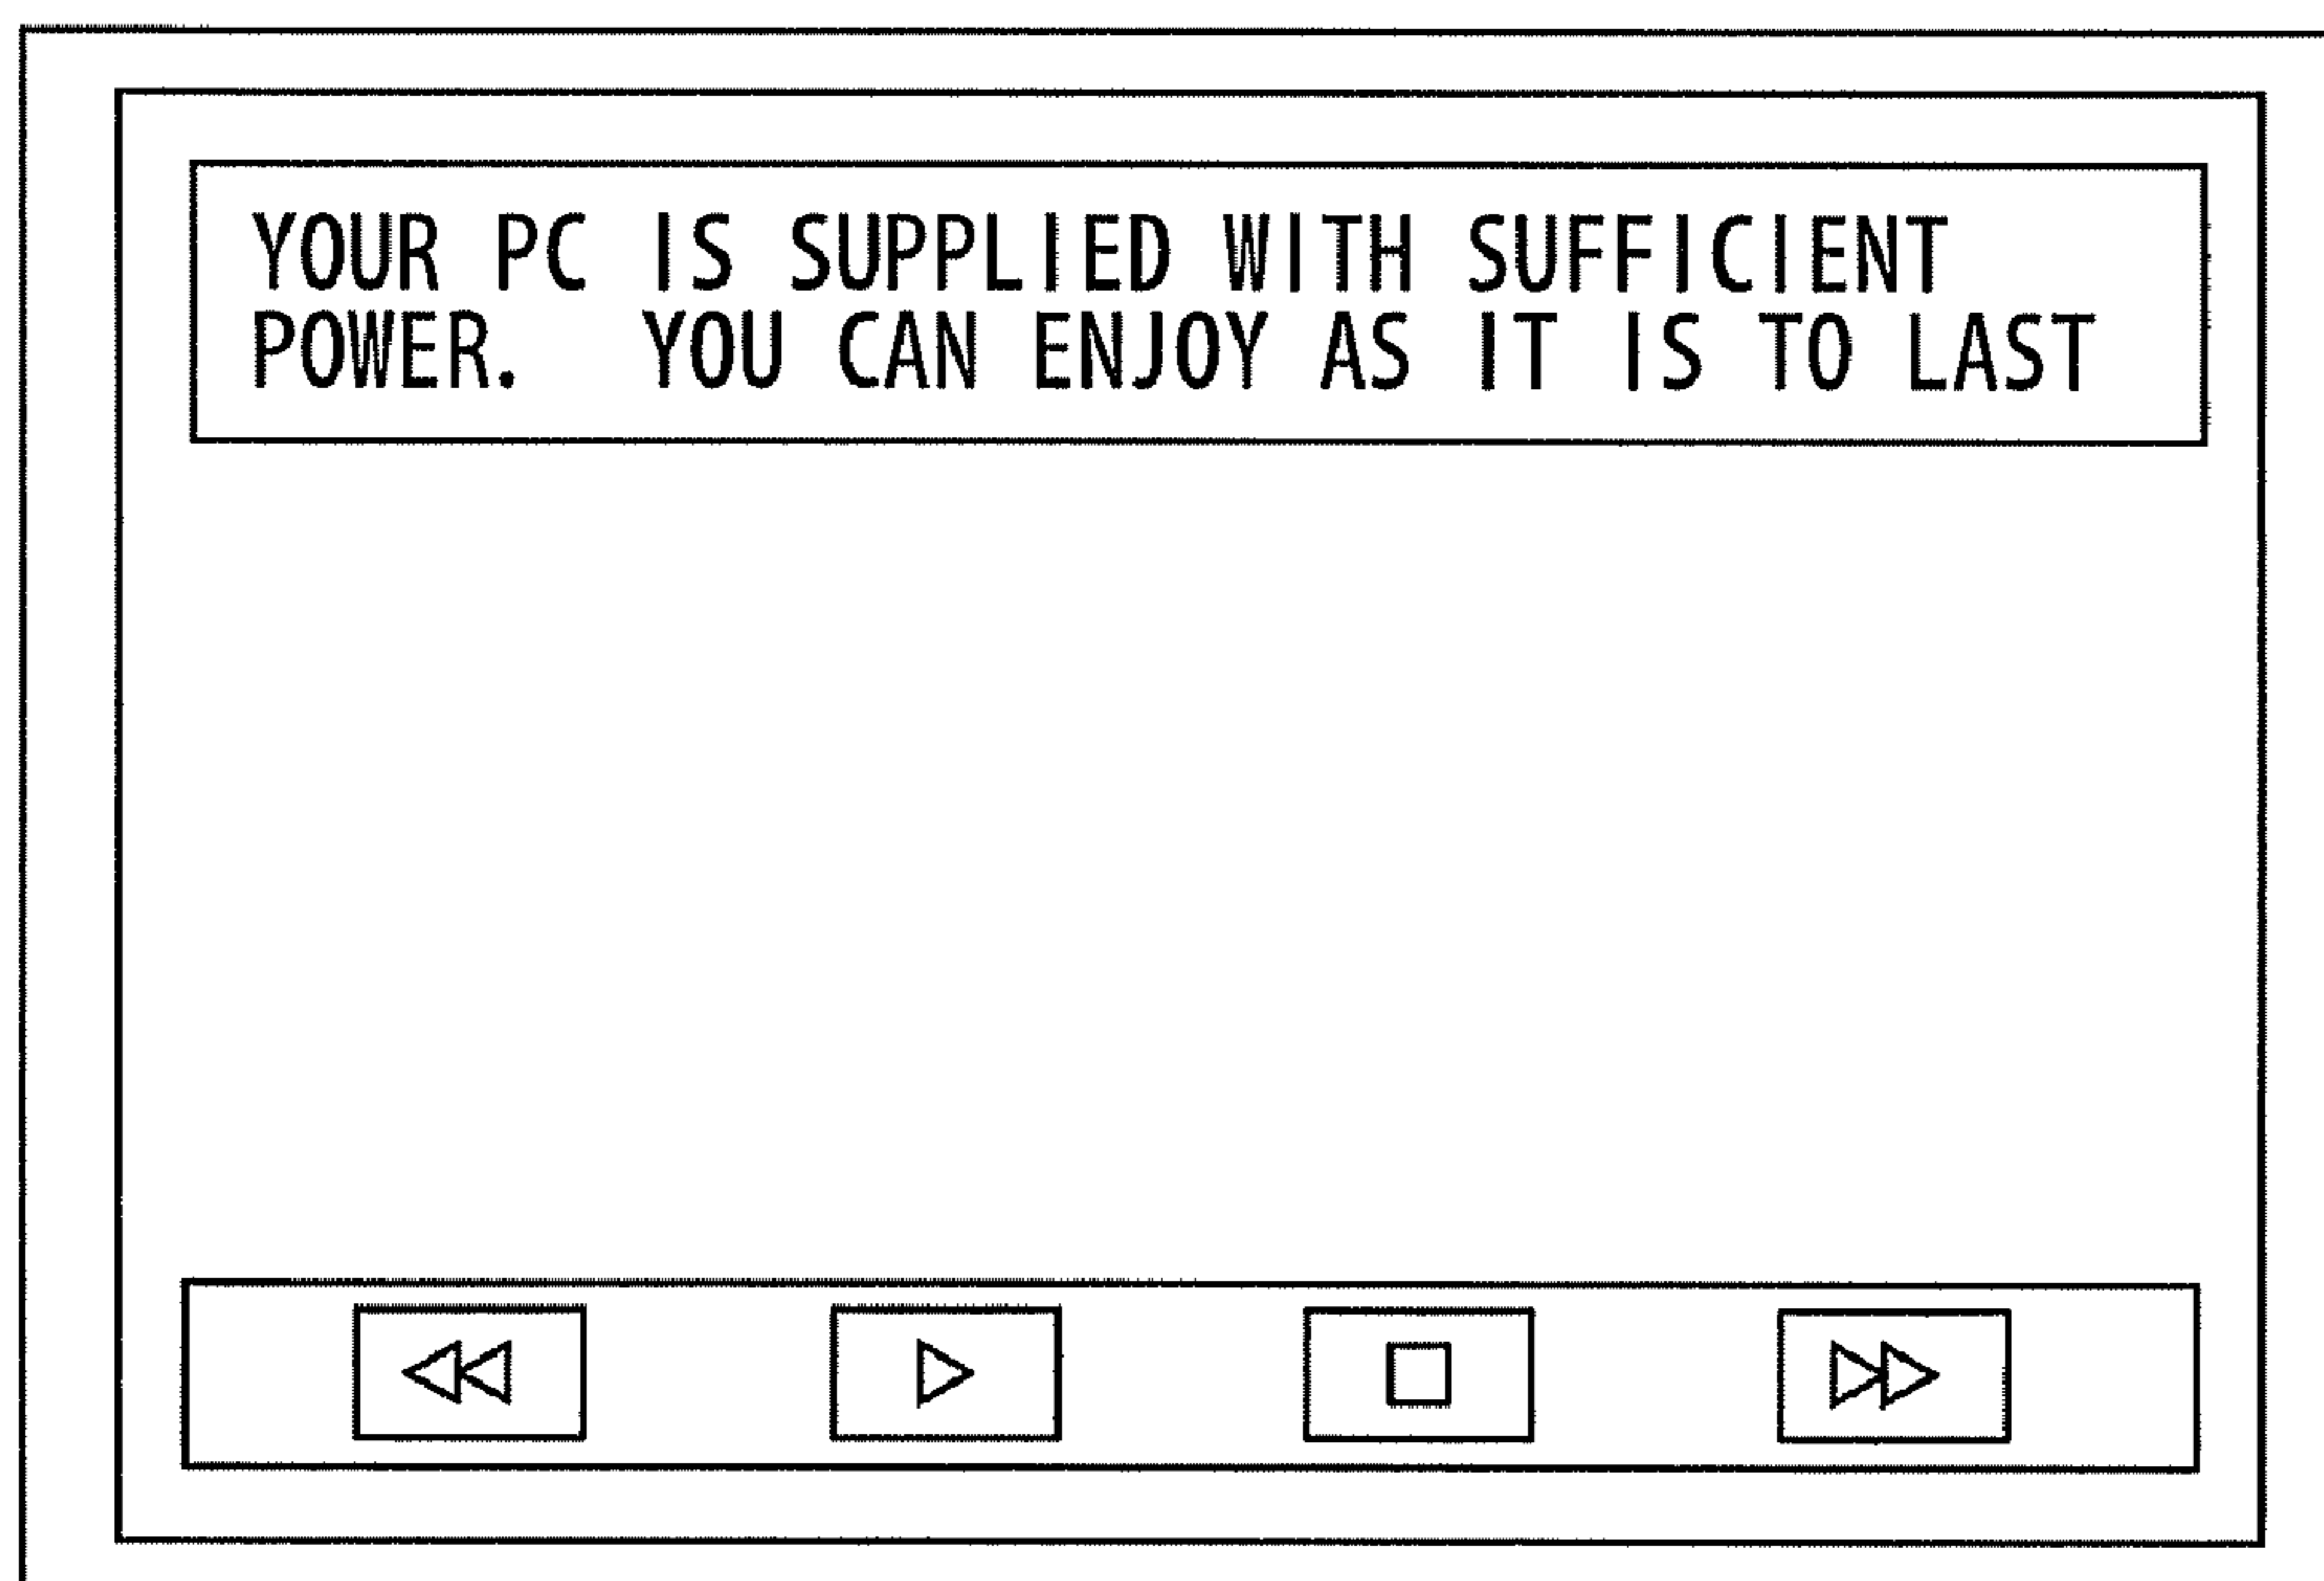 YOUR PC IS SUPPLIED WITH SUFFICIENT
POWER. YOU CAN ENJOY AS IT IS TO LAST